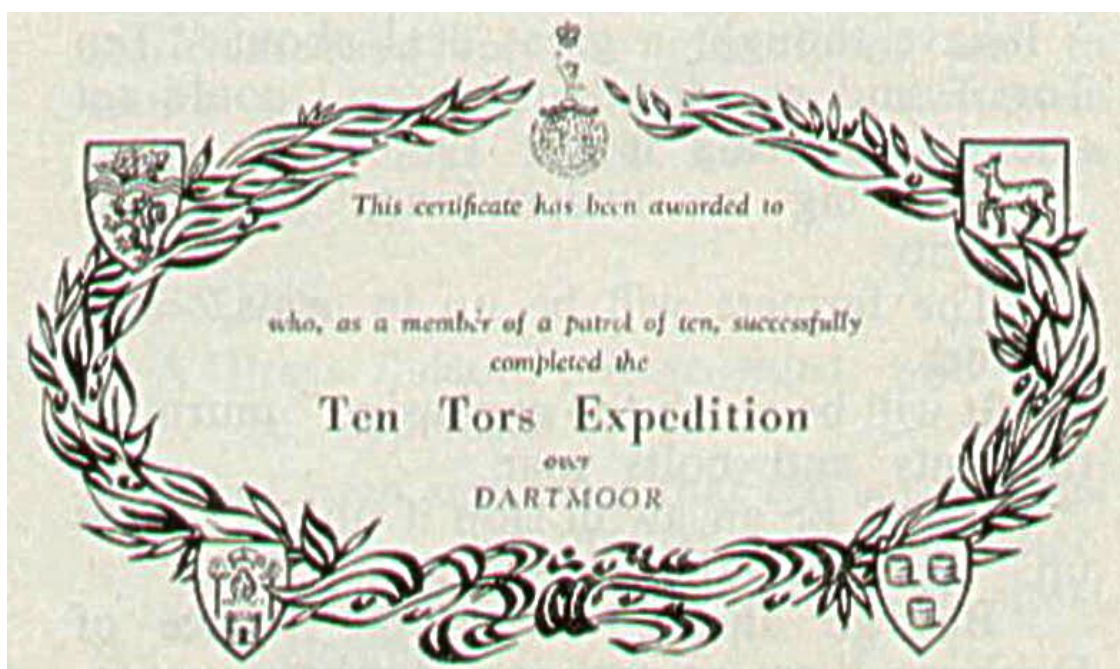 This certificate has been awarded to
who, as a member of a patrol of ten, successfully
completed the
Ten Tors Expedition
over
DARTMOOR